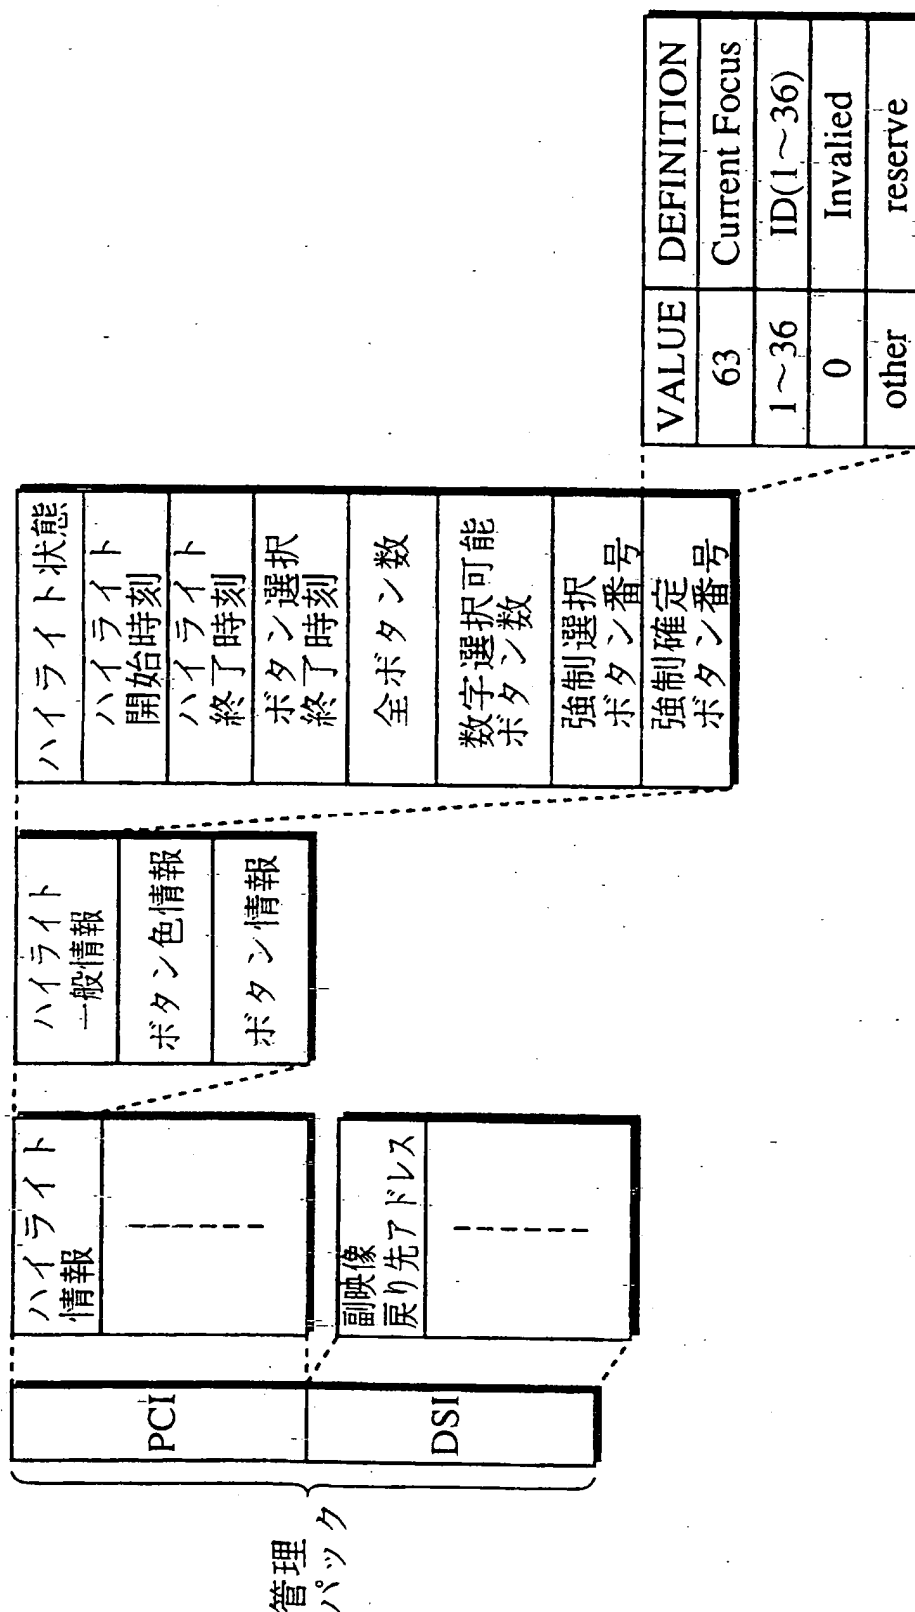 管理
パック
PCI
DSI
ハイライト
情報
副映像
戻り先アドレス
ハイライト
一般情報
ボタン色情報
ボタン情報
ハイライト状態
ハイライト
開始時刻
ハイライト
終了時刻
ボタン選択
終了時刻
全ボタン数
数字選択可能
ボタン数
強制選択
ボタン番号
強制確定
ボタン番号
VALUE DEFINITION
63 Current Focus
1～36 ID(1～36)
0 Invalied
other reserve